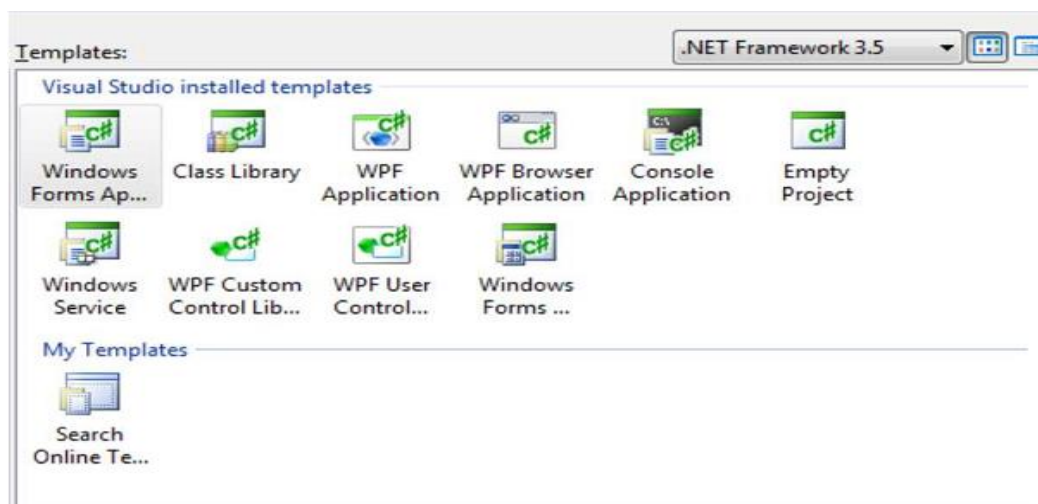 Templates:
.NET Framework 3.5
Visual Studio installed templates
Windows Forms Ap...
Class Library
WPF Application
WPF Browser Application
Console Application
Empty Project
Windows Service
WPF Custom Control Lib...
WPF User Control...
Windows Forms ...
My Templates
Search Online Te...